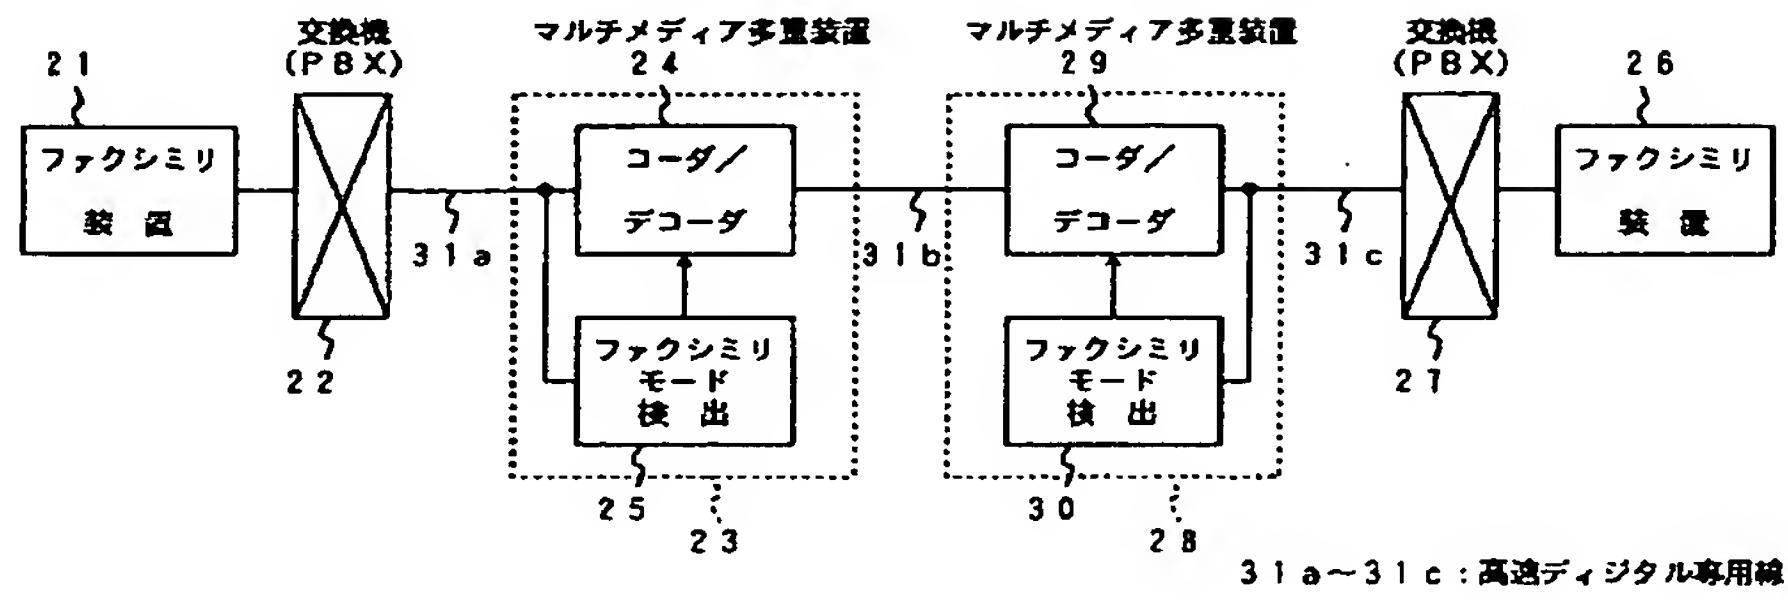 交換機
(PBX)
マルチメディア多重装置
マルチメディア多重装置
交換機
(PBX)
21
24
29
26
ファクシミリ
装置
コーダ/
デコーダ
コーダ/
デコーダ
ファクシミリ
装置
31a
31b
31c
22
27
ファクシミリ
モード
検出
ファクシミリ
モード
検出
25
23
30
28
31a~31c:高速ディジタル専用線